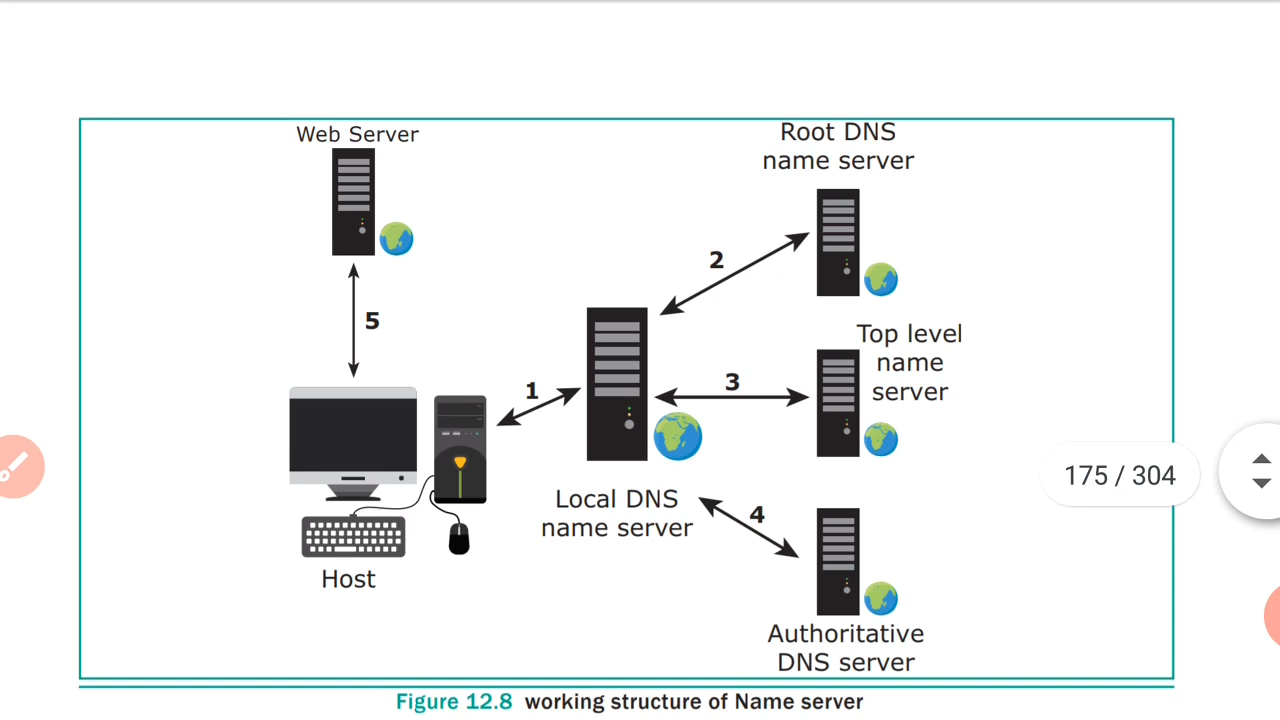 Web Server
Root DNS
name server
2
5
Top level
name
server
1
3
175 / 304
Local DNS
name server
4
Host
Authoritative
DNS server
Figure 12.8 working structure of Name server